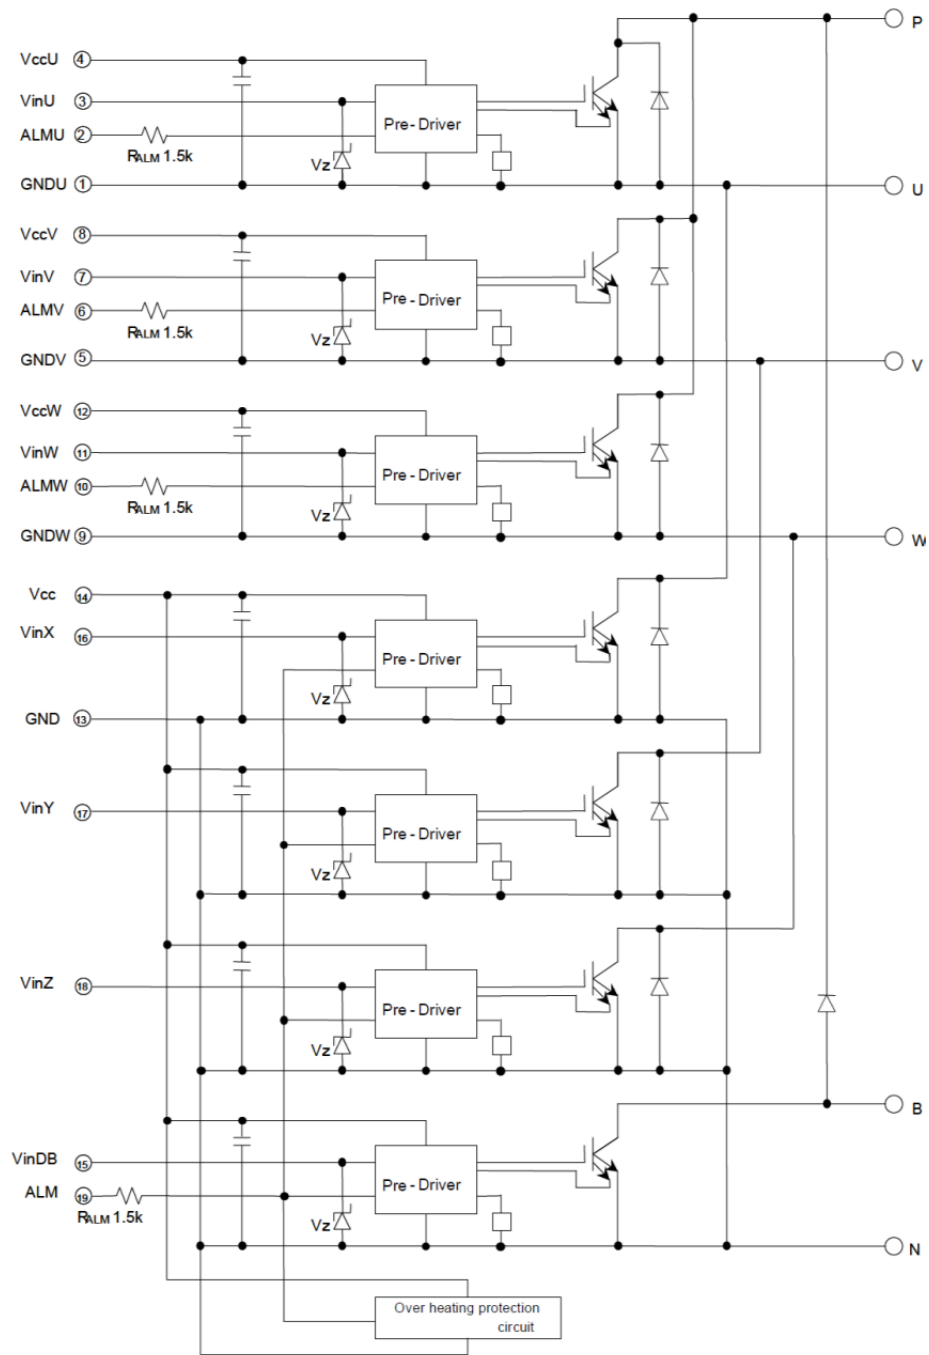 P
VccU 4
VinU 3
Pre-Driver
ALMU 2
RALM 1.5k
Vz
GNDU 1
U
VccV 8
VinV 7
Pre-Driver
ALMV 6
RALM 1.5k
Vz
GNDV 5
V
VccW 12
VinW 11
Pre-Driver
ALMW 10
RALM 1.5k
Vz
GNDW 9
W
Vcc 14
VinX 16
Pre-Driver
Vz
GND 13
VinY 17
Pre-Driver
Vz
VinZ 18
Pre-Driver
Vz
B
VinDB 15
Pre-Driver
ALM 19
RALM 1.5k
Vz
N
Over heating protection
circuit